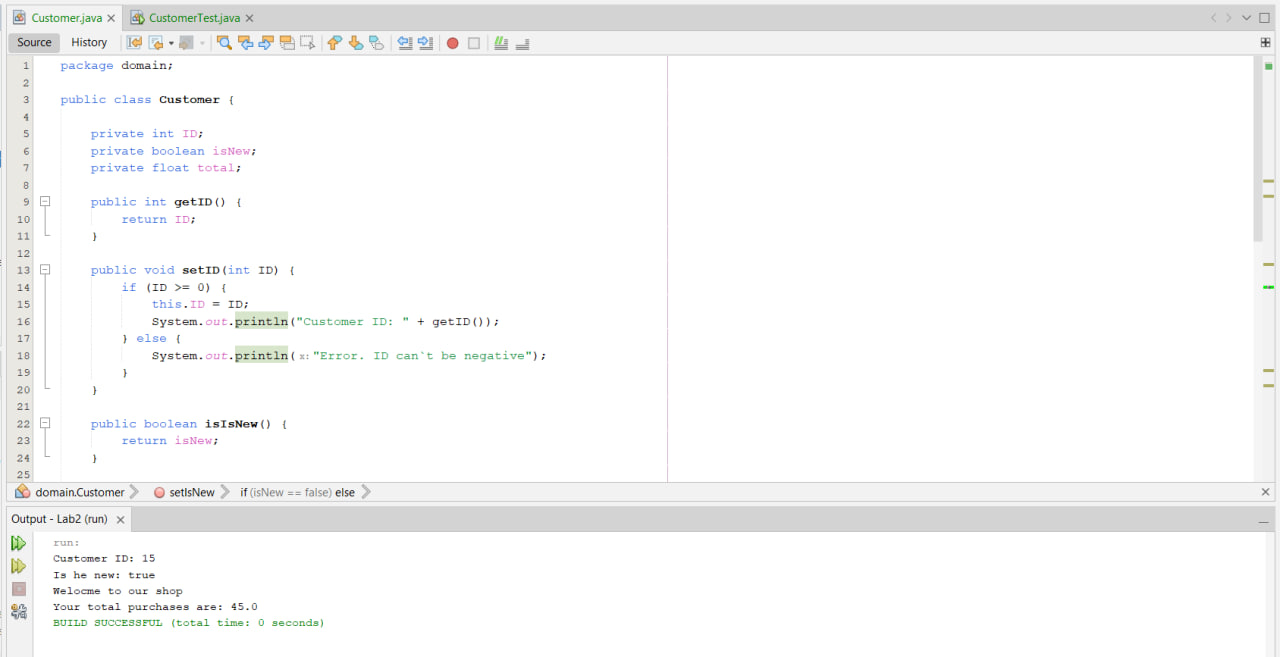 Customer.java
CustomerTest.java
Source History
1 package domain;
2
3 public class Customer {
4
5 private int ID;
6 private boolean isNew;
7 private float total;
8
9 public int getID() {
10 return ID;
11 }
12
13 public void setID(int ID) {
14 if (ID >= 0) {
15 this.ID = ID;
16 System.out.println("Customer ID: " + getID());
17 } else {
18 System.out.println(x:"Error. ID can`t be negative");
19 }
20 }
21
22 public boolean isIsNew() {
23 return isNew;
24 }
25
domain.Customer setIsNew if (isNew == false) else
Output - Lab2 (run)
run:
Customer ID: 15
Is he new: true
Welocme to our shop
Your total purchases are: 45.0
BUILD SUCCESSFUL (total time: 0 seconds)